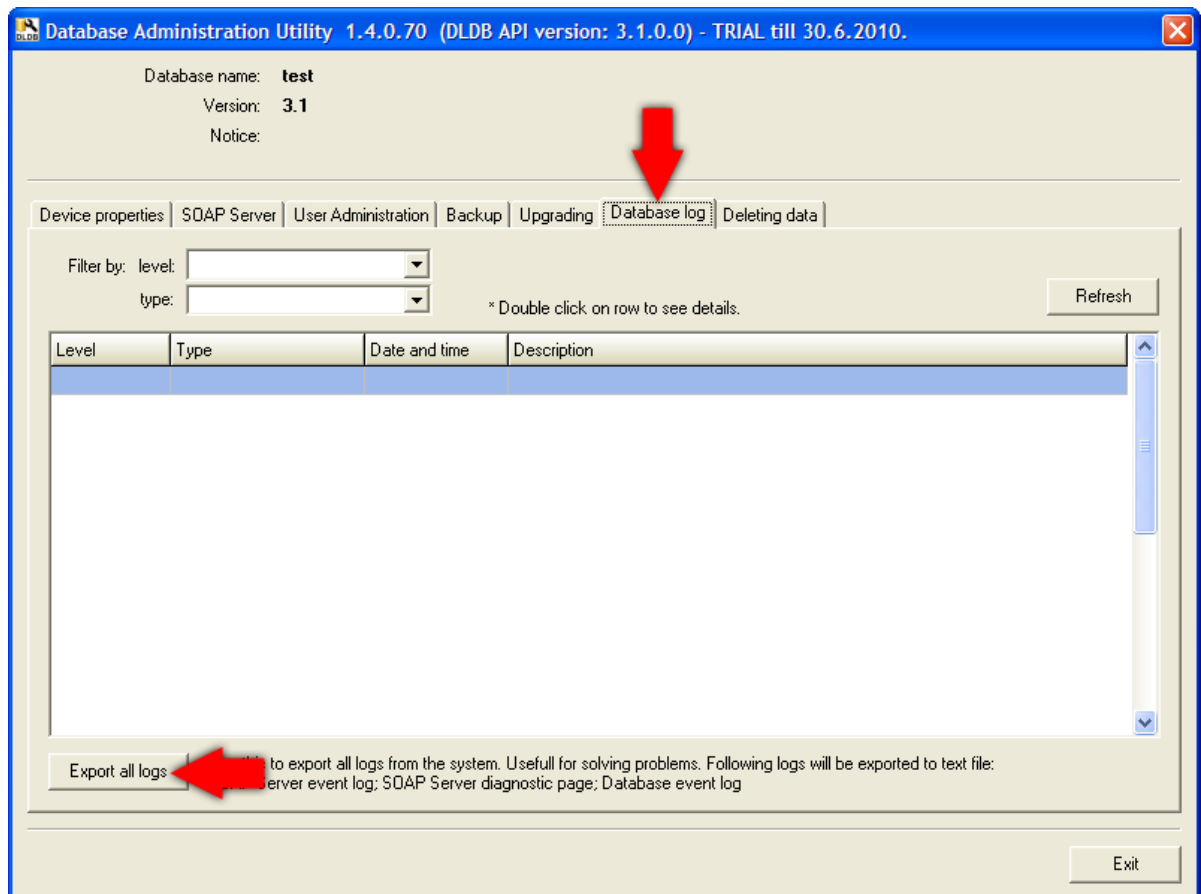 Database Administration Utility 1.4.0.70 (DLDB API version: 3.1.0.0) - TRIAL till 30.6.2010.
Database name: test
Version: 3.1
Notice:
Device properties SOAP Server User Administration Backup Upgrading Database log Deleting data
Filter by: level:
type:
* Double click on row to see details.
Refresh
Level Type Date and time Description
Export all logs
to export all logs from the system. Usefull for solving problems. Following logs will be exported to text file:
Server event log; SOAP Server diagnostic page; Database event log
Exit